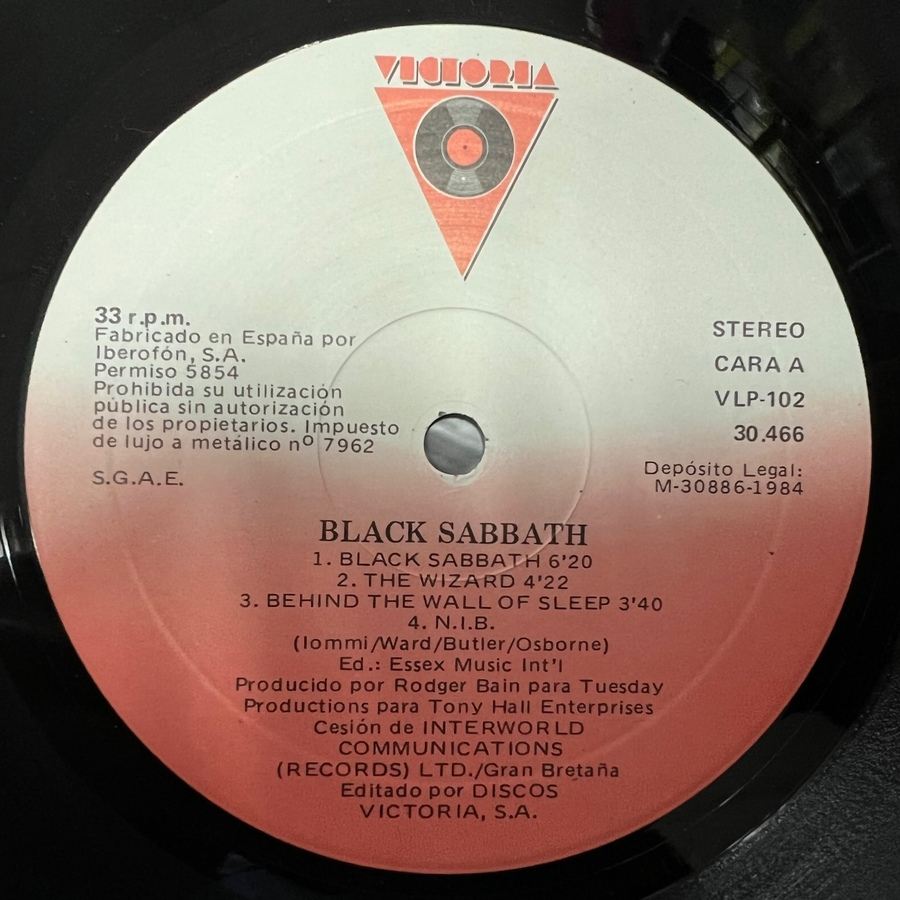 VICTORIA
33 r.p.m.
Fabricado en España por
Iberofón, S.A.
Permiso 5854
Prohibida su utilización
pública sin autorización
de los propietarios. Impuesto
de lujo a metálico nº 7962
S.G.A.E.
STEREO
CARA A
VLP-102
30.466
Depósito Legal:
M-30886-1984
BLACK SABBATH
1. BLACK SABBATH 6'20
2. THE WIZARD 4'22
3. BEHIND THE WALL OF SLEEP 3'40
4. N.I.B.
(Iommi/Ward/Butler/Osborne)
Ed.: Essex Music Int'l
Producido por Rodger Bain para Tuesday
Productions para Tony Hall Enterprises
Cesión de INTERWORLD
COMMUNICATIONS
(RECORDS) LTD./Gran Bretaña
Editado por DISCOS
VICTORIA, S.A.